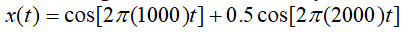 x(t) = cos[2π(1000)t] + 0.5 cos[2π(2000)t]